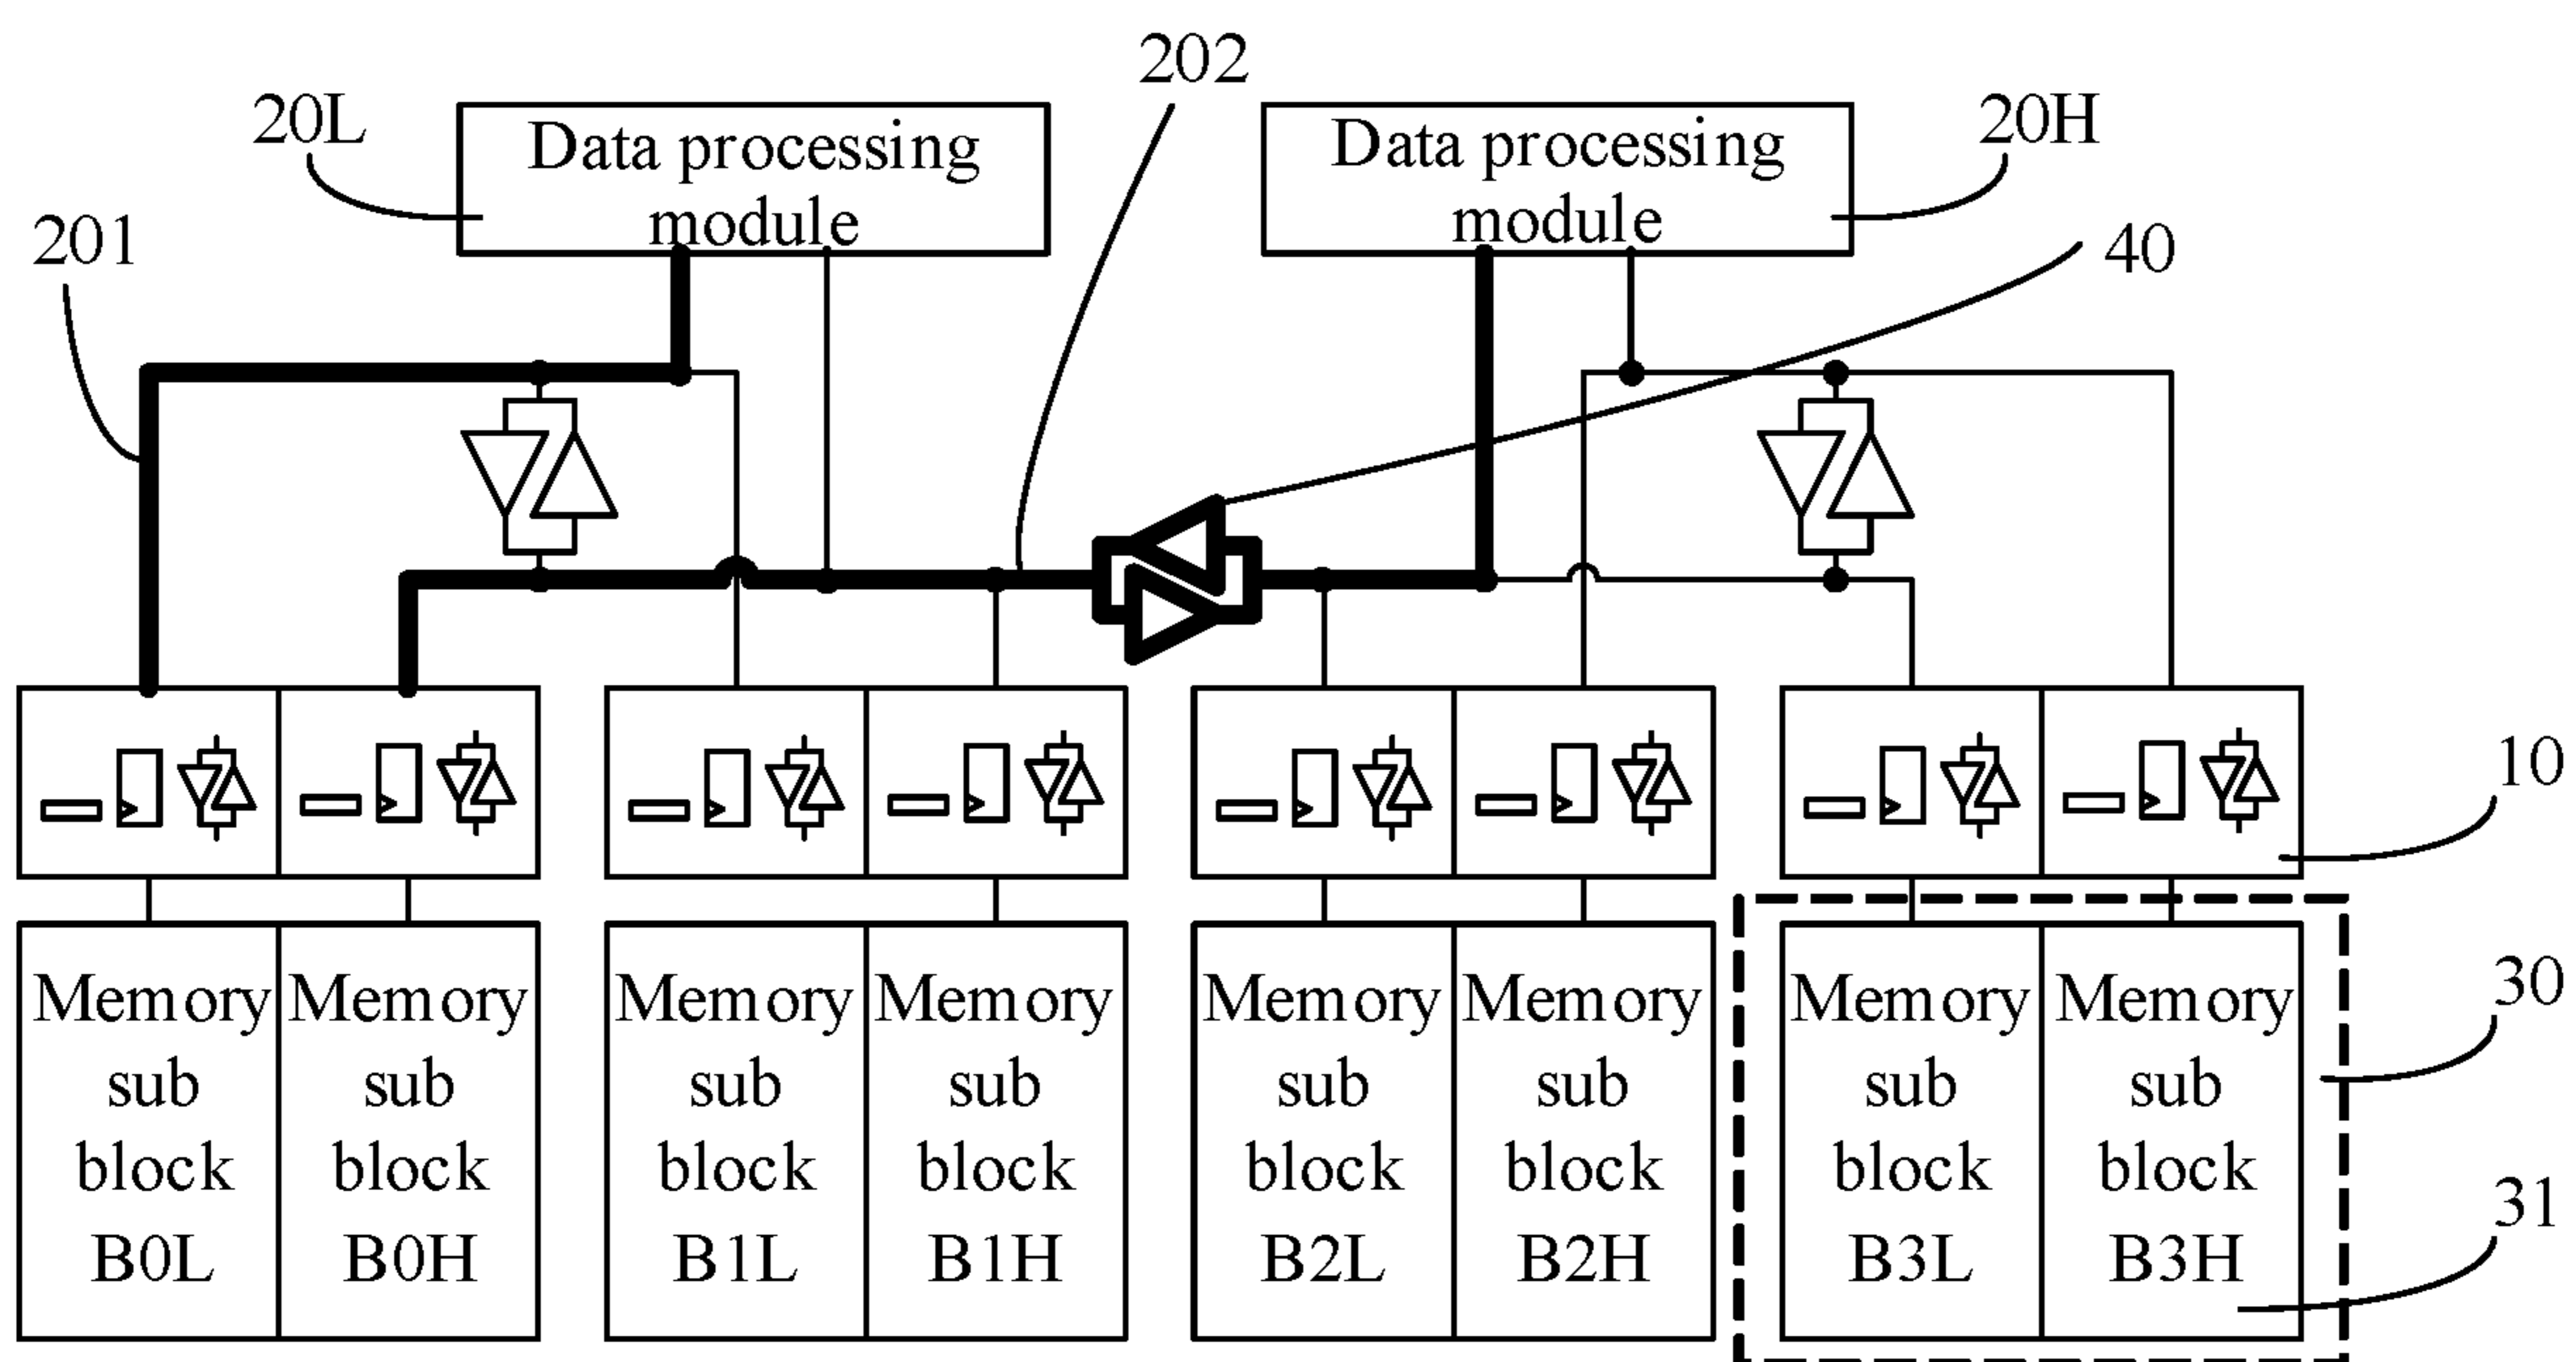 202
20L
Data processing
module
Data processing
module
20H
201
40
10
Memory
sub
block
B0L
Memory
sub
block
B0H
Memory
sub
block
B1L
Memory
sub
block
B1H
Memory
sub
block
B2L
Memory
sub
block
B2H
Memory
sub
block
B3L
Memory
sub
block
B3H
30
31